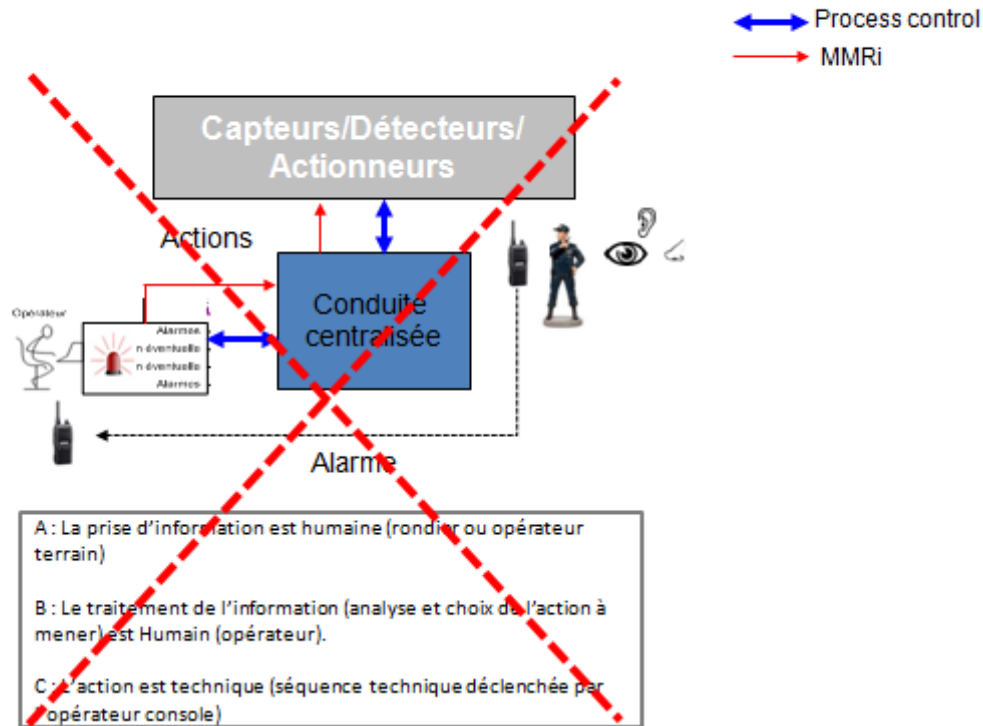 Process control
MMRi
Capteurs/Détecteurs/
Actionneurs
Actions
Conduite
centralisée
Opérateur
Alarmes
n éventuelle
n éventuelle
Alarmes
Alarme
A : La prise d'information est humaine (rondier ou opérateur
terrain)
B : Le traitement de l'information (analyse et choix de l'action à
mener) est Humain (opérateur).
C : L'action est technique (séquence technique déclenchée par
l'opérateur console)